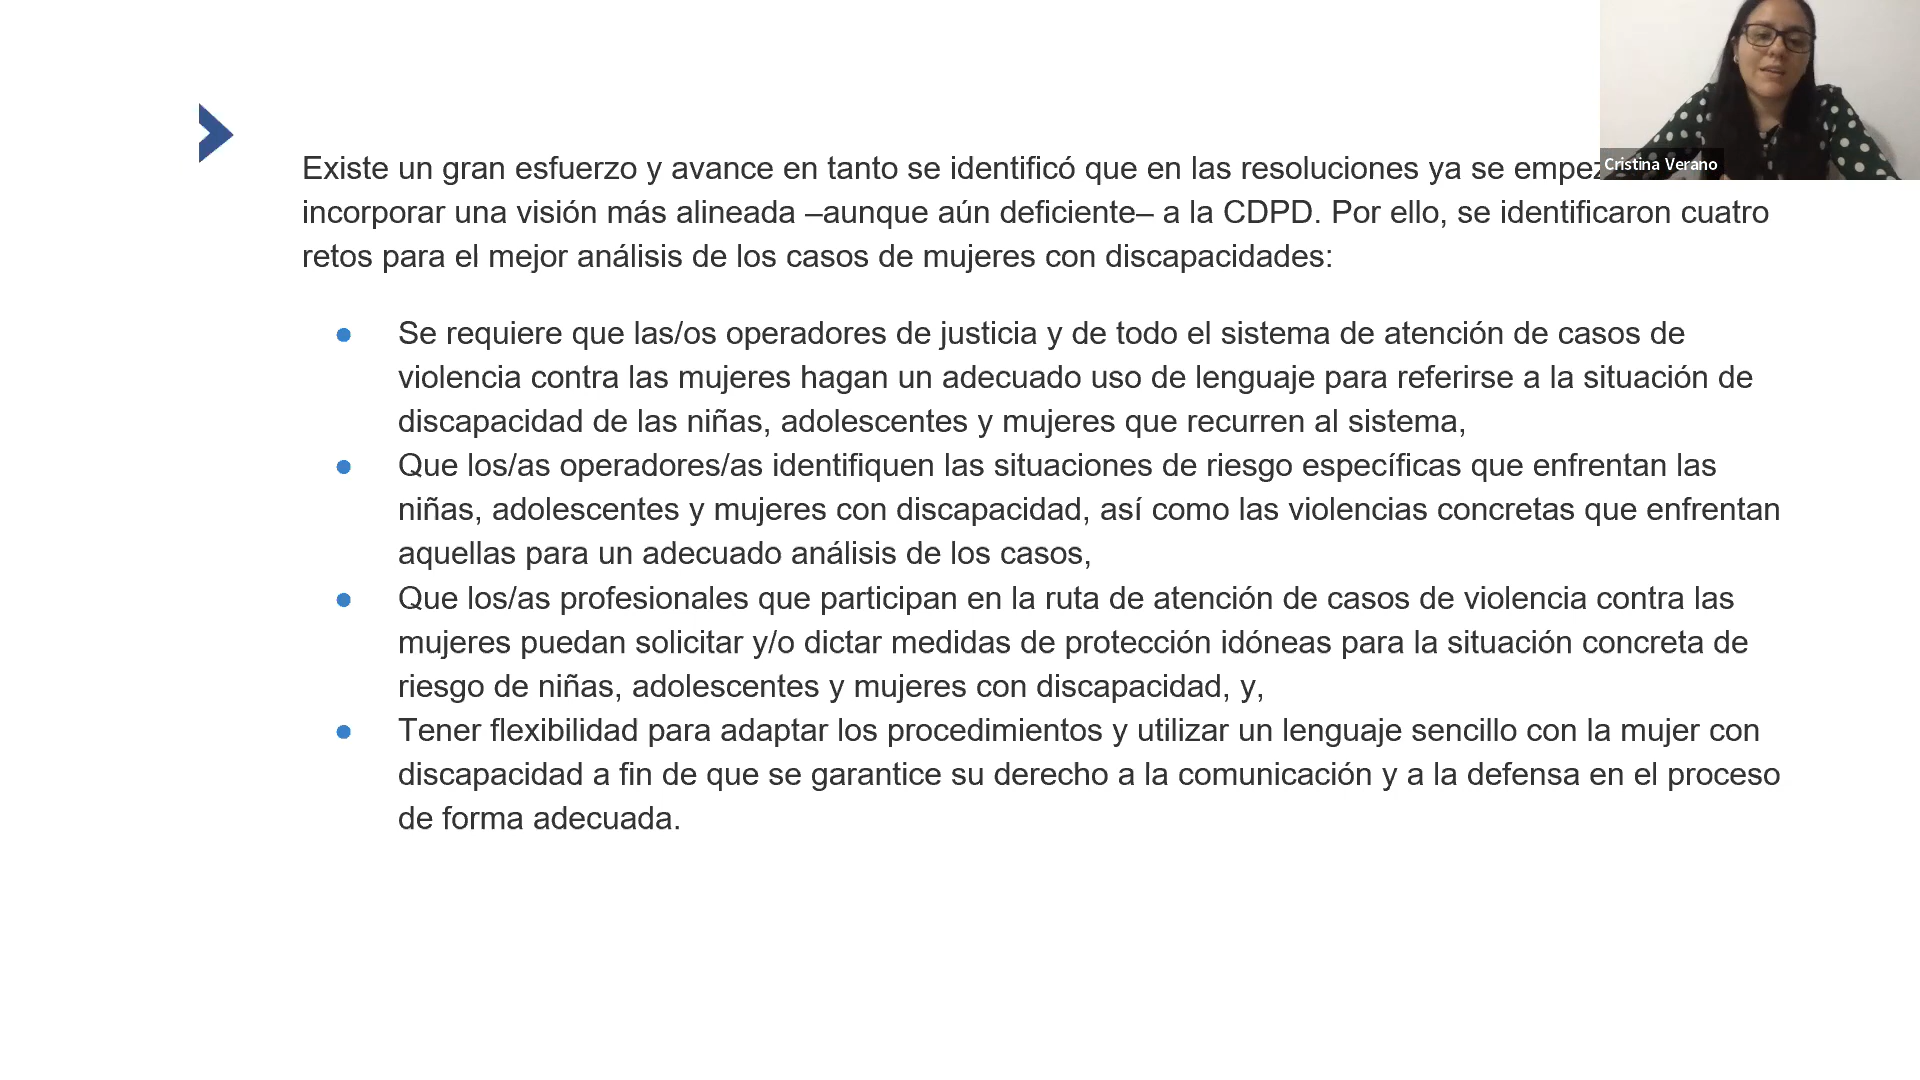 Existe un gran esfuerzo y avance en tanto se identificó que en las resoluciones ya se
incorporar una visión más alineada –aunque aún deficiente– a la CDPD. Por ello, se identificaron cuatro
retos para el mejor análisis de los casos de mujeres con discapacidades:
Cristina Verano
● Se requiere que las/os operadores de justicia y de todo el sistema de atención de casos de
violencia contra las mujeres hagan un adecuado uso de lenguaje para referirse a la situación de
discapacidad de las niñas, adolescentes y mujeres que recurren al sistema,
● Que los/as operadores/as identifiquen las situaciones de riesgo específicas que enfrentan las
niñas, adolescentes y mujeres con discapacidad, así como las violencias concretas que enfrentan
aquellas para un adecuado análisis de los casos,
● Que los/as profesionales que participan en la ruta de atención de casos de violencia contra las
mujeres puedan solicitar y/o dictar medidas de protección idóneas para la situación concreta de
riesgo de niñas, adolescentes y mujeres con discapacidad, y,
● Tener flexibilidad para adaptar los procedimientos y utilizar un lenguaje sencillo con la mujer con
discapacidad a fin de que se garantice su derecho a la comunicación y a la defensa en el proceso
de forma adecuada.